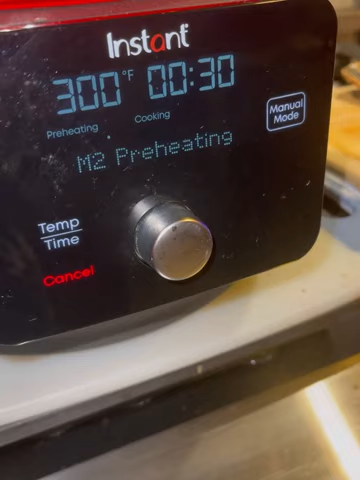 Instant
300°F 00:30
Preheating Cooking
Manual
Mode
M2 Preheating
Temp
Time
Cancel